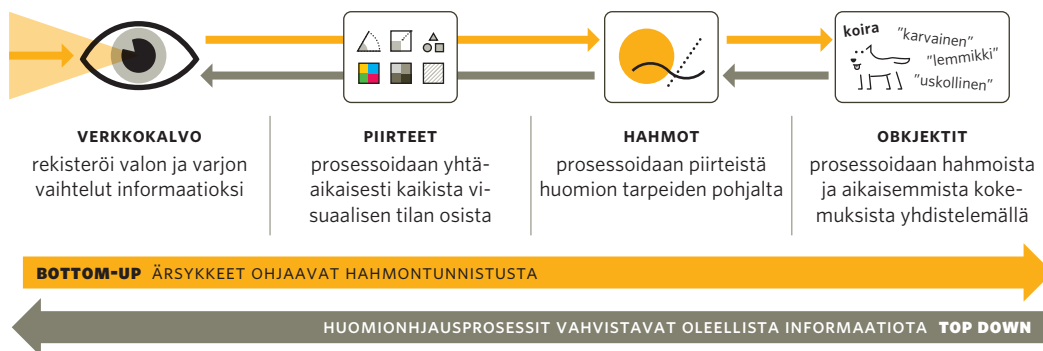 koira
"karvainen"
"lemmikki"
"uskollinen"
VERKKOKALVO
rekisteröi valon ja varjon
vaihtelut informaatioksi
PIIRTEET
prosessoidaan yhtä-
aikaisesti kaikista vi-
suaalisen tilan osista
HAHMOT
prosessoidaan piirteistä
huomion tarpeiden pohjalta
OBKJEKTIT
prosessoidaan hahmoista
ja aikaisemmista koke-
muksista yhdistelemällä
BOTTOM-UP ÄRSYKKEET OHJAAVAT HAHMONTUNNISTUSTA
HUOMIONHJAUSPROSESSIT VAHVISTAVAT OLEELLISTA INFORMAATIOTA TOP DOWN